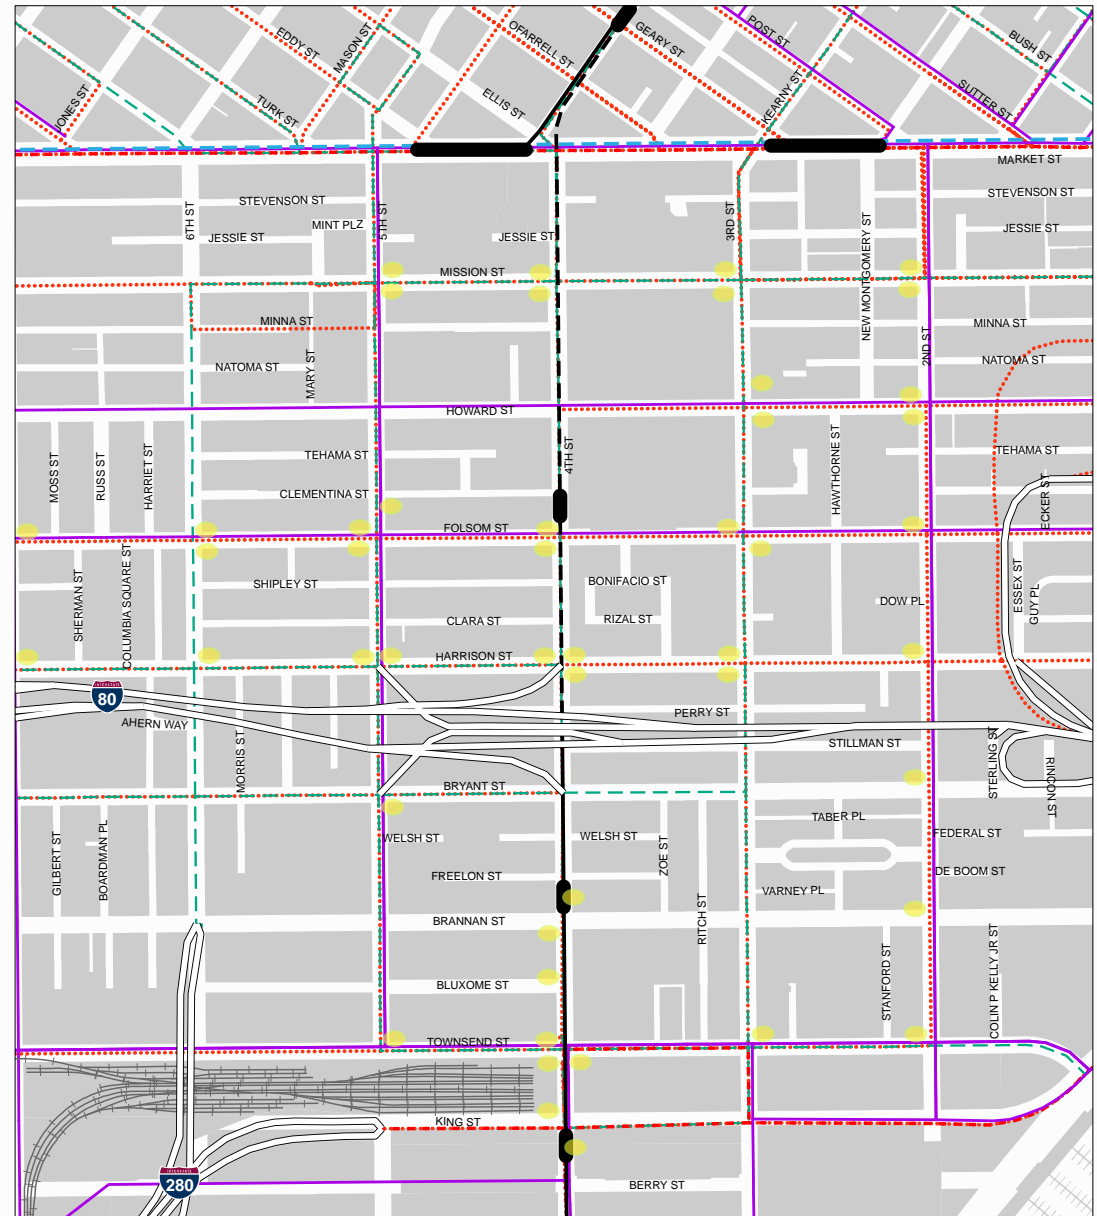 EDDY ST
MASON ST
OFARRELL ST
GEARY ST
POST ST
BUSH ST
JONES ST
TURK ST
ELLIS ST
KEARNY ST
SUTTER ST
MARKET ST
STEVENSON ST
STEVENSON ST
6TH ST
MINT PLZ
5TH ST
3RD ST
JESSIE ST
JESSIE ST
JESSIE ST
MISSION ST
NEW MONTGOMERY ST
MINNA ST
MINNA ST
2ND ST
NATOMA ST
MARY ST
NATOMA ST
HOWARD ST
4TH ST
TEHAMA ST
TEHAMA ST
MOSS ST
RUSS ST
HARRIET ST
HAWTHORNE ST
CLEMENTINA ST
ECKER ST
FOLSOM ST
SHERMAN ST
COLUMBIA SQUARE ST
SHIPLEY ST
BONIFACIO ST
ESSEX ST
GUY PL
DOW PL
CLARA ST
RIZAL ST
HARRISON ST
INTERSTATE
80
AHERN WAY
PERRY ST
MORRIS ST
STILLMAN ST
STERLING ST
RINCON ST
BRYANT ST
TABER PL
WELSH ST
WELSH ST
FEDERAL ST
GILBERT ST
BOARDMAN PL
ZOE ST
FREELON ST
DE BOOM ST
VARNEY PL
RITCH ST
BRANNAN ST
STANFORD ST
COLIN P KELLY JR ST
BLUXOME ST
TOWNSEND ST
KING ST
INTERSTATE
280
BERRY ST